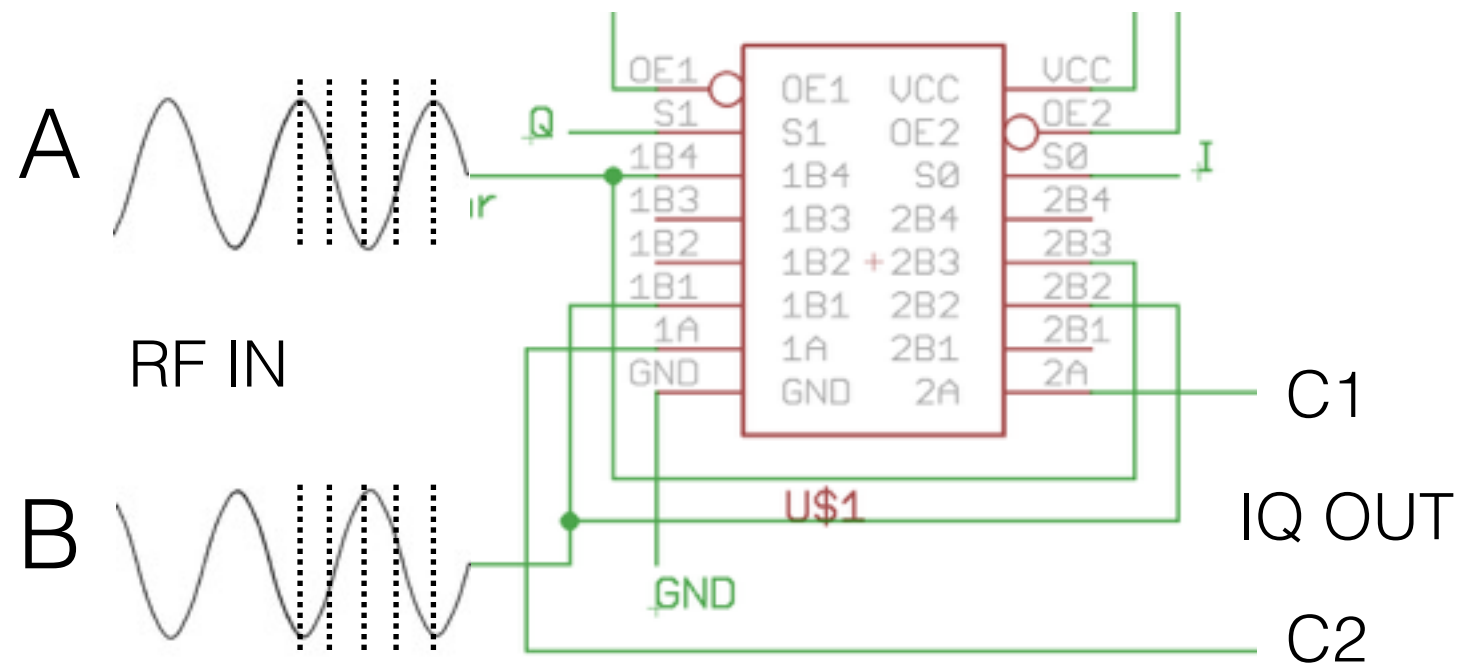 A
RF IN
B
Q
OE1
S1
1B4
1B3
1B2
1B1
1A
GND
OE1 VCC
S1 OE2
1B4 S0
1B3 2B4
1B2 2B3
1B1 2B2
1A 2B1
GND 2A
VCC
OE2
S0
2B4
2B3
2B2
2B1
2A
I
U$1
GND
C1
IQ OUT
C2